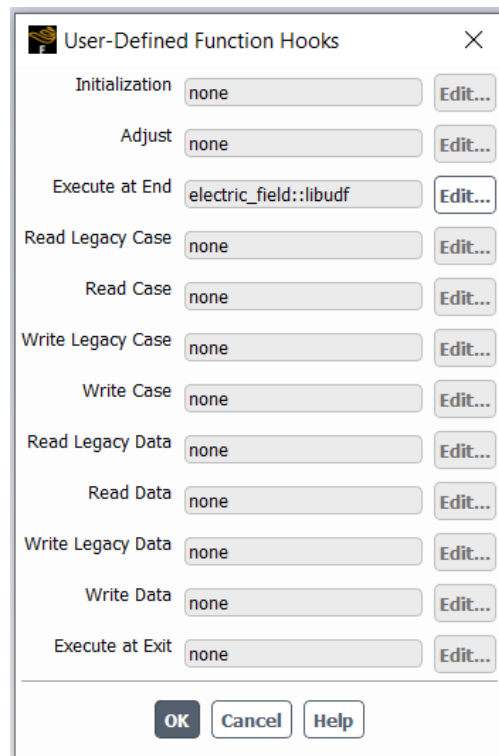 User-Defined Function Hooks
Initialization none Edit...
Adjust none Edit...
Execute at End electric_field::libudf Edit...
Read Legacy Case none Edit...
Read Case none Edit...
Write Legacy Case none Edit...
Write Case none Edit...
Read Legacy Data none Edit...
Read Data none Edit...
Write Legacy Data none Edit...
Write Data none Edit...
Execute at Exit none Edit...
OK Cancel Help